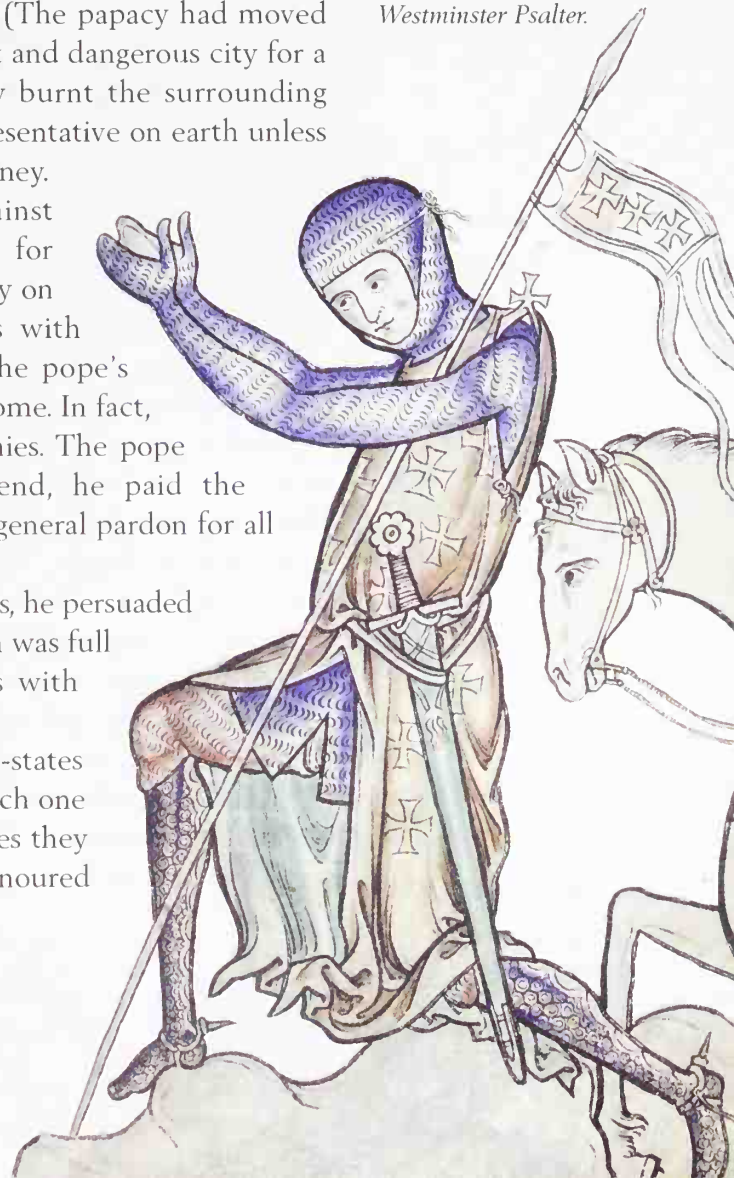 (The papacy had moved
and dangerous city for a
burnt the surrounding
esentative on earth unless
ney.
inst
for
y on
s with
he pope's
ome. In fact,
nies. The pope
end, he paid the
general pardon for all
s, he persuaded
was full
s with
-states
ch one
es they
noured
Westminster Psalter.